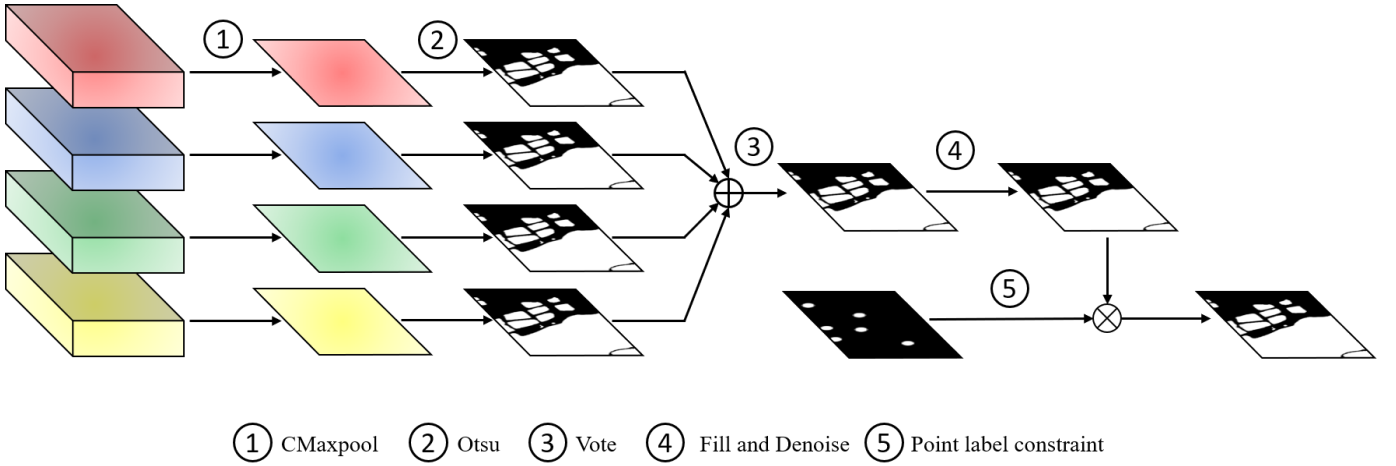 ① ②
③ ④
⑤
① CMaxpool ② Otsu ③ Vote ④ Fill and Denoise ⑤ Point label constraint